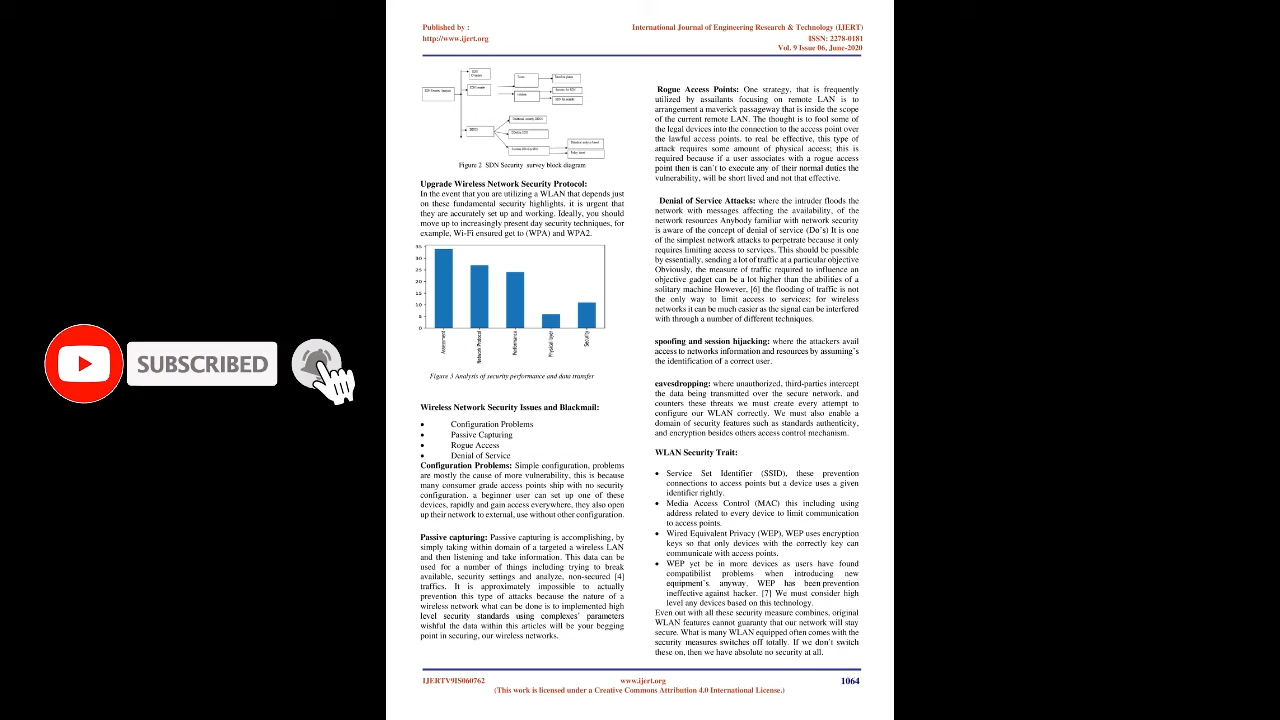 Published by :
http://www.ijert.org
International Journal of Engineering Research & Technology (IJERT)
ISSN: 2278-0181
Vol. 9 Issue 06, June-2020
Figure 2 SDN Security survey block diagram
Upgrade Wireless Network Security Protocol:
In the event that you are utilizing a WLAN that depends just
on these fundamental security highlights. it is urgent that
they are accurately set up and working. Ideally, you should
move up to increasingly present day security techniques, for
example, Wi-Fi ensured get to (WPA) and WPA2.
35
30
25
20
15
10
5
0
Assessment
Network Protocol
Performance
Physical layer
Security
Figure 3 Analysis of security performance and data transfer
Wireless Network Security Issues and Blackmail:
• Configuration Problems
• Passive Capturing
• Rogue Access
• Denial of Service
Configuration Problems: Simple configuration, problems
are mostly the cause of more vulnerability, this is because
many consumer grade access points ship with no security
configuration. a beginner user can set up one of these
devices, rapidly and gain access everywhere, they also open
up their network to external, use without other configuration.
Passive capturing: Passive capturing is accomplishing, by
simply taking within domain of a targeted a wireless LAN
and then listening and take information. This data can be
used for a number of things including trying to break
available, security settings and analyze, non-secured [4]
traffics. It is approximately impossible to actually
prevention this type of attacks because the nature of a
wireless network what can be done is to implemented high
level security standards using complexes' parameters
wishful the data within this articles will be your begging
point in securing, our wireless networks.
Rogue Access Points: One strategy, that is frequently
utilized by assailants focusing on remote LAN is to
arrangement a maverick passageway that is inside the scope
of the current remote LAN. The thought is to fool some of
the legal devices into the connection to the access point over
the lawful access points. to real be effective, this type of
attack requires some amount of physical access; this is
required because if a user associates with a rogue access
point then is can't to execute any of their normal duties the
vulnerability, will be short lived and not that effective.
Denial of Service Attacks: where the intruder floods the
network with messages affecting the availability, of the
network resources Anybody familiar with network security
is aware of the concept of denial of service (Do's) It is one
of the simplest network attacks to perpetrate because it only
requires limiting access to services. This should be possible
by essentially, sending a lot of traffic at a particular objective
Obviously, the measure of traffic required to influence an
objective gadget can be a lot higher than the abilities of a
solitary machine However, [6] the flooding of traffic is not
the only way to limit access to services; for wireless
networks it can be much easier as the signal can be interfered
with through a number of different techniques.
spoofing and session hijacking: where the attackers avail
access to networks information and resources by assuming's
the identification of a correct user.
eavesdropping: where unauthorized, third-parties intercept
the data being transmitted over the secure network. and
counters these threats we must create every attempt to
configure our WLAN correctly. We must also enable a
domain of security features such as standards authenticity,
and encryption besides others access control mechanism.
WLAN Security Trait:
• Service Set Identifier (SSID), these prevention
connections to access points but a device uses a given
identifier rightly.
• Media Access Control (MAC) this including using
address related to every device to limit communication
to access points.
• Wired Equivalent Privacy (WEP), WEP uses encryption
keys so that only devices with the correctly key can
communicate with access points.
• WEP yet be in more devices as users have found
compatibilist problems when introducing new
equipment's. anyway, WEP has been prevention
ineffective against hacker. [7] We must consider high
level any devices based on this technology.
Even out with all these security measure combines, original
WLAN features cannot guaranty that our network will stay
secure. What is many WLAN equipped often comes with the
security measures switches off totally. If we don't switch
these on, then we have absolute no security at all.
SUBSCRIBED
IJERTV9IS060762
www.ijert.org
1064
(This work is licensed under a Creative Commons Attribution 4.0 International License.)